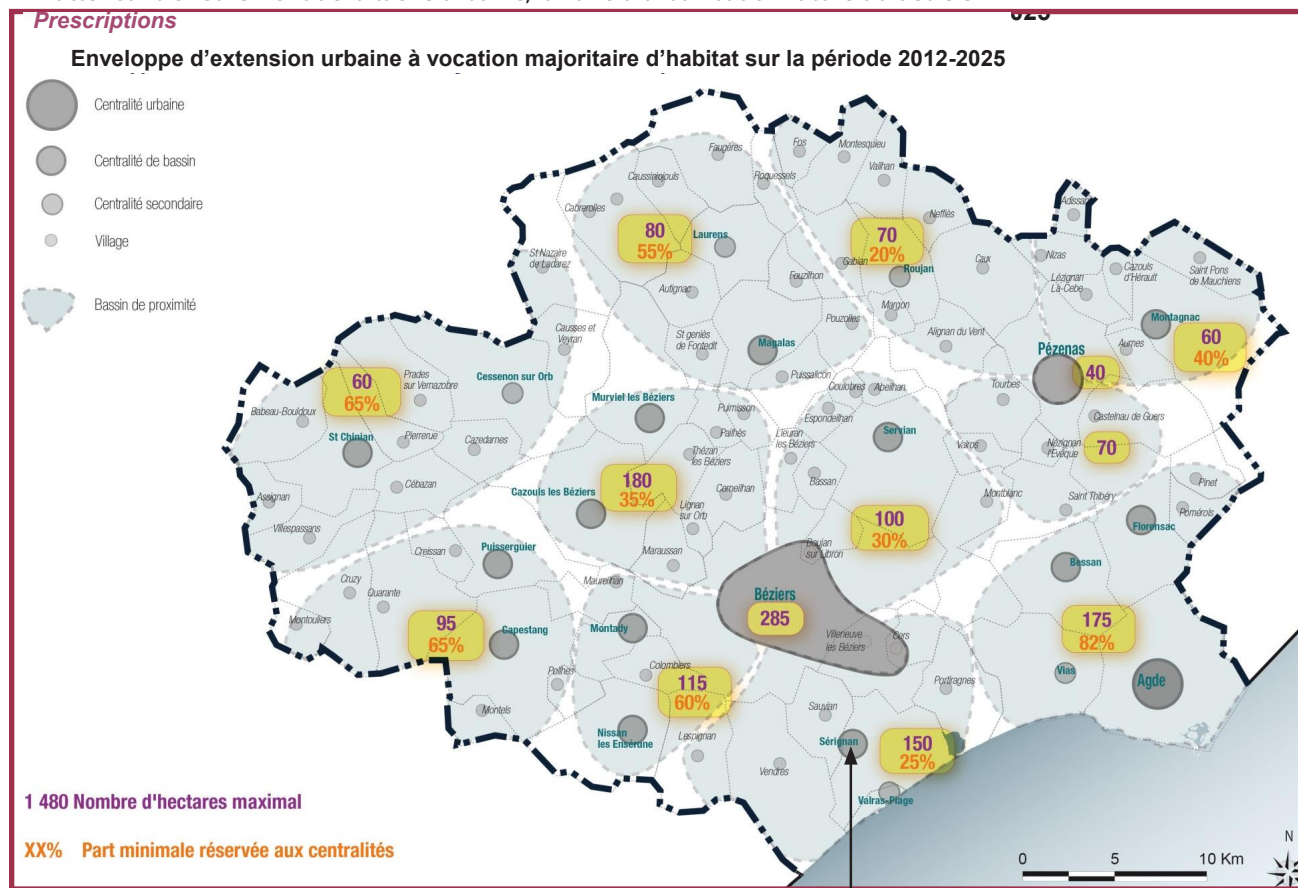 Prescriptions
Enveloppe d’extension urbaine à vocation majoritaire d’habitat sur la période 2012-2025
Centralité urbaine
Centralité de bassin
Centralité secondaire
Village
Bassin de proximité
Faugères
Fos
Montesquieu
Vailhan
Caussiniojouls
Roquessels
Cabrerolles
Adissan
Neffiès
80
55%
Laurens
70
20%
St Nazaire
de Ladarez
Gabian
Roujan
Caux
Nizas
Cazouls
d'Hérault
Saint Pons
de Mauchiens
Lézignan
La-Cebe
Fouzilhon
Autignac
Margon
Pouzolles
Montagnac
Causses et
Veyran
St geniès
de Fontedit
Alignan du Vent
Magalas
Aumes
60
40%
Pézenas
40
Puissalicon
60
65%
Prades
sur Vernazobre
Cessenon sur Orb
Coulobres
Abeilhan
Tourbes
Murviel les Béziers
Puimisson
Espondelhan
Castelnau de Guers
Babeau-Bouldoux
St Chinian
Pierrerue
Cazedarnes
Pailhès
L'ieuran
les Béziers
Servian
Valros
Nézignan
l'Evêque
70
Thézan
les Béziers
Bassan
180
35%
Corneilhan
Cazouls les Béziers
Cébazan
Lignan
sur Orb
Montblanc
Saint Thibéry
Pinet
Pomérols
Assignan
Villespassans
100
30%
Florensac
Creissan
Puisserguier
Maraussan
Boujan
sur Libron
Bessan
Cruzy
Quarante
Maureilhan
Béziers
285
Montouliers
95
65%
Capestang
Montady
Villeneuve
les Béziers
Cers
175
82%
Colombiers
Vias
Agde
Poilhes
115
60%
Portiragnes
Montels
Sauvian
Nissan
les Ensérune
Lespignan
Sérignan
150
25%
Vendres
Valras-Plage
1 480 Nombre d'hectares maximal
XX% Part minimale réservée aux centralités
0 5 10 Km
N